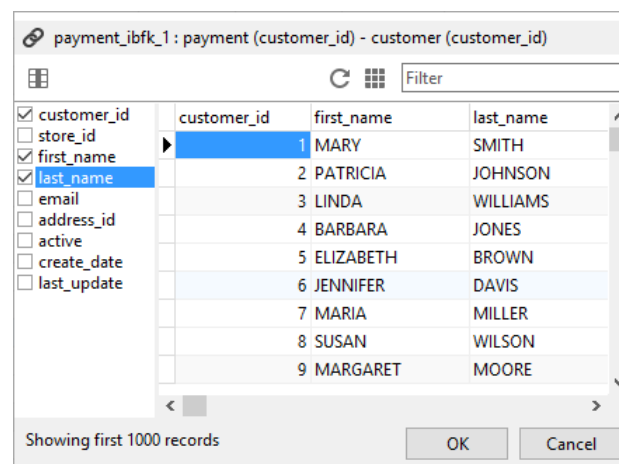 payment_ibfk_1 : payment (customer_id) - customer (customer_id)
Filter
customer_id
store_id
first_name
last_name
email
address_id
active
create_date
last_update
customer_id first_name last_name
1 MARY SMITH
2 PATRICIA JOHNSON
3 LINDA WILLIAMS
4 BARBARA JONES
5 ELIZABETH BROWN
6 JENNIFER DAVIS
7 MARIA MILLER
8 SUSAN WILSON
9 MARGARET MOORE
Showing first 1000 records
OK Cancel